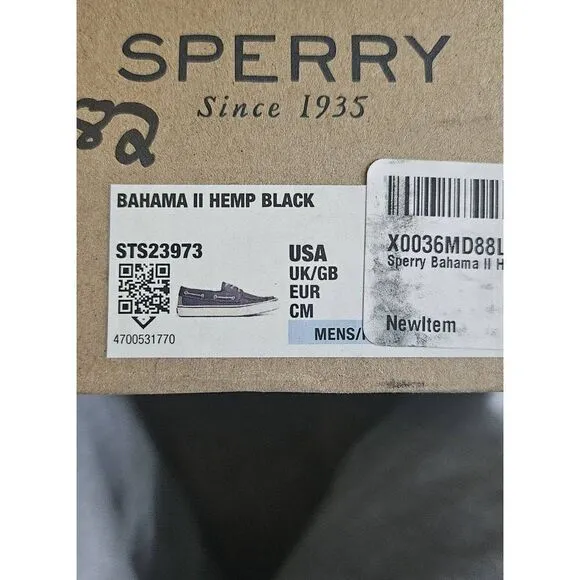 SPERRY
Since 1935
82
BAHAMA II HEMP BLACK
STS23973
USA
UK/GB
EUR
CM
MENS/
4700531770
X0036MD88L
Sperry Bahama II H
NewItem